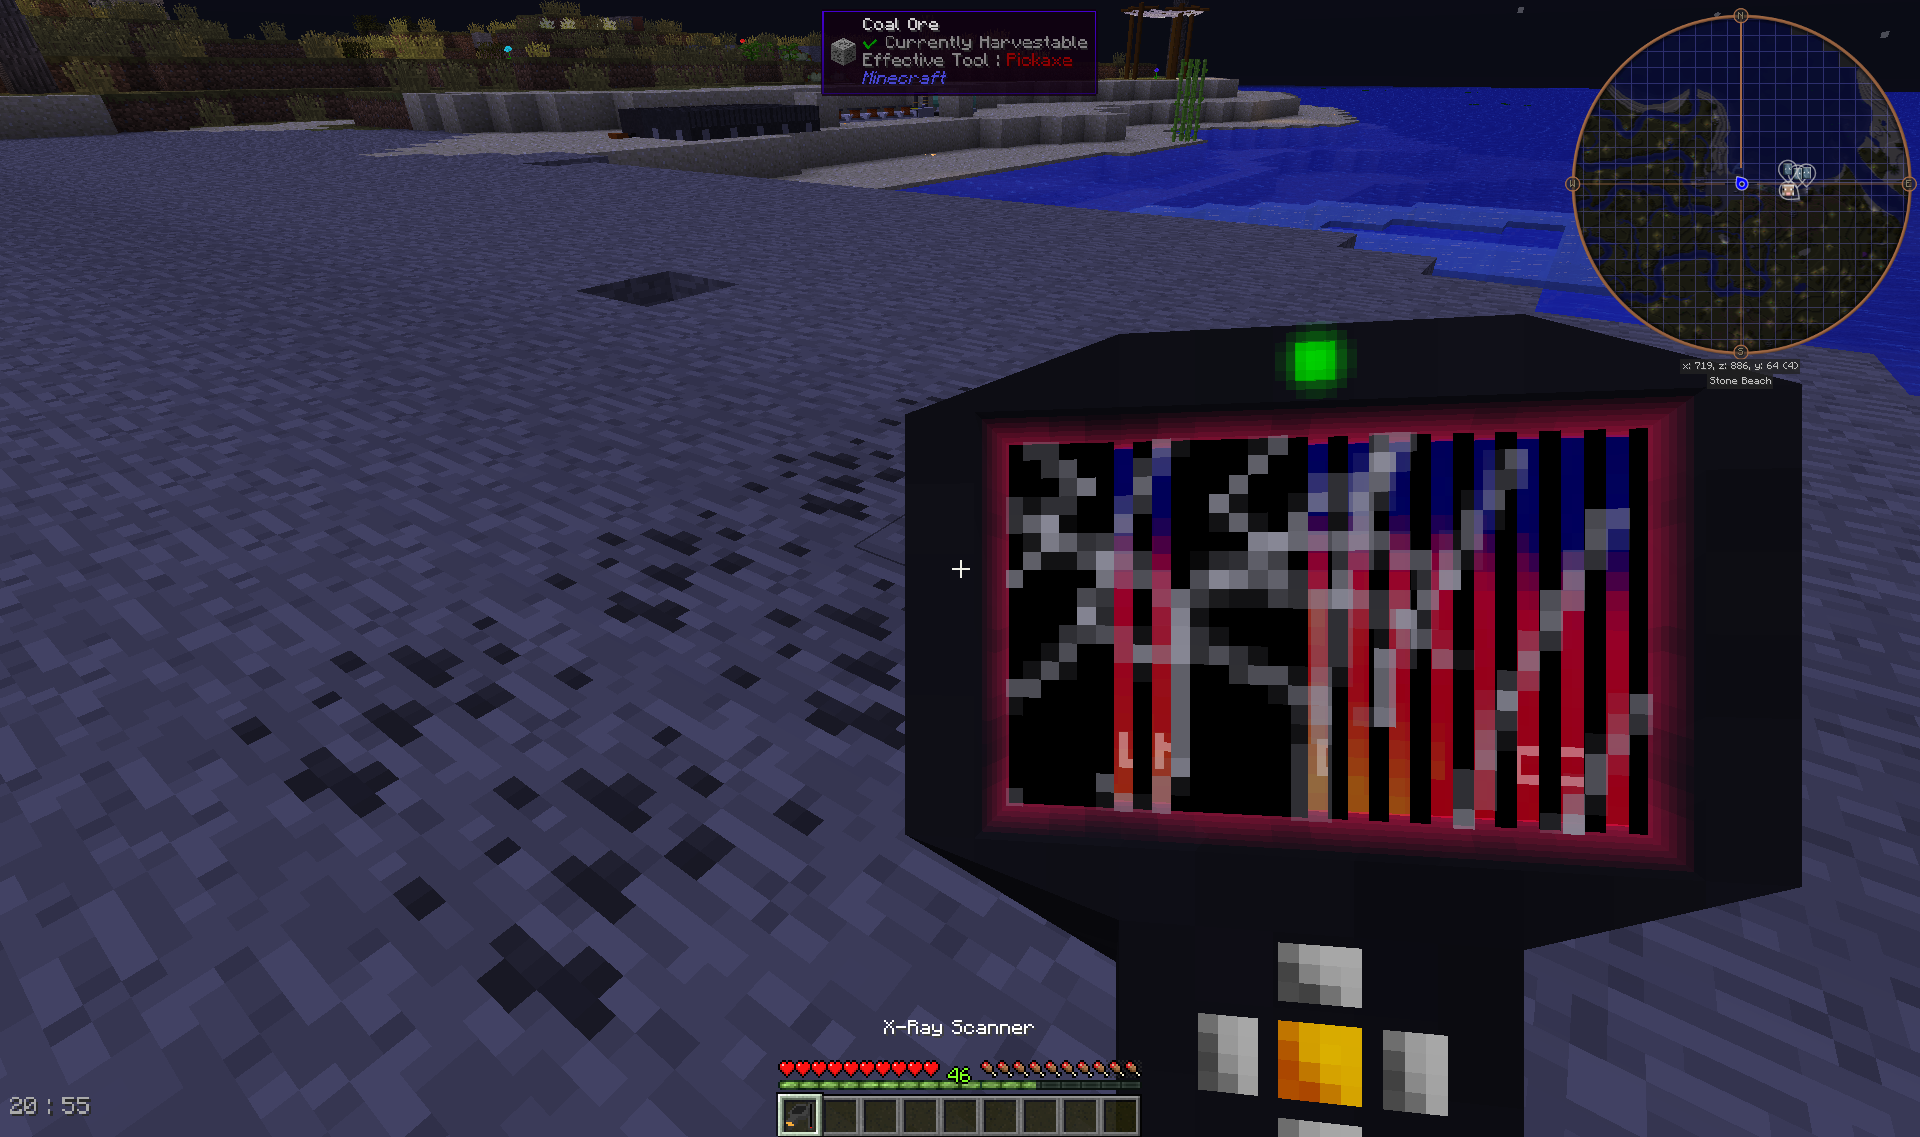 Coal Ore
✓ Currently Harvestable
Effective Tool : Pickaxe
Minecraft
N
W
E
S
x: 719, z: 886, y: 64 (4)
Stone Beach
X-Ray Scanner
46
20 : 55